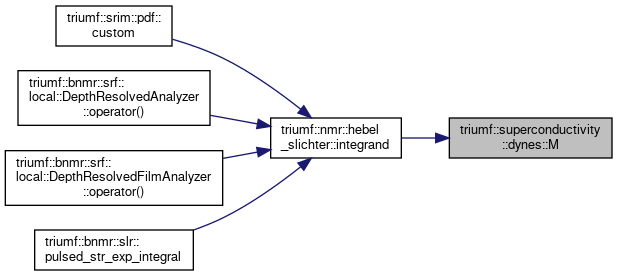 triumf::srim::pdf::
custom
triumf::bnmr::srf::
local::DepthResolvedAnalyzer
::operator()
triumf::bnmr::srf::
local::DepthResolvedFilmAnalyzer
::operator()
triumf::bnmr::slr::
pulsed_str_exp_integral
triumf::nmr::hebel
_slichter::integrand
triumf::superconductivity
::dynes::M